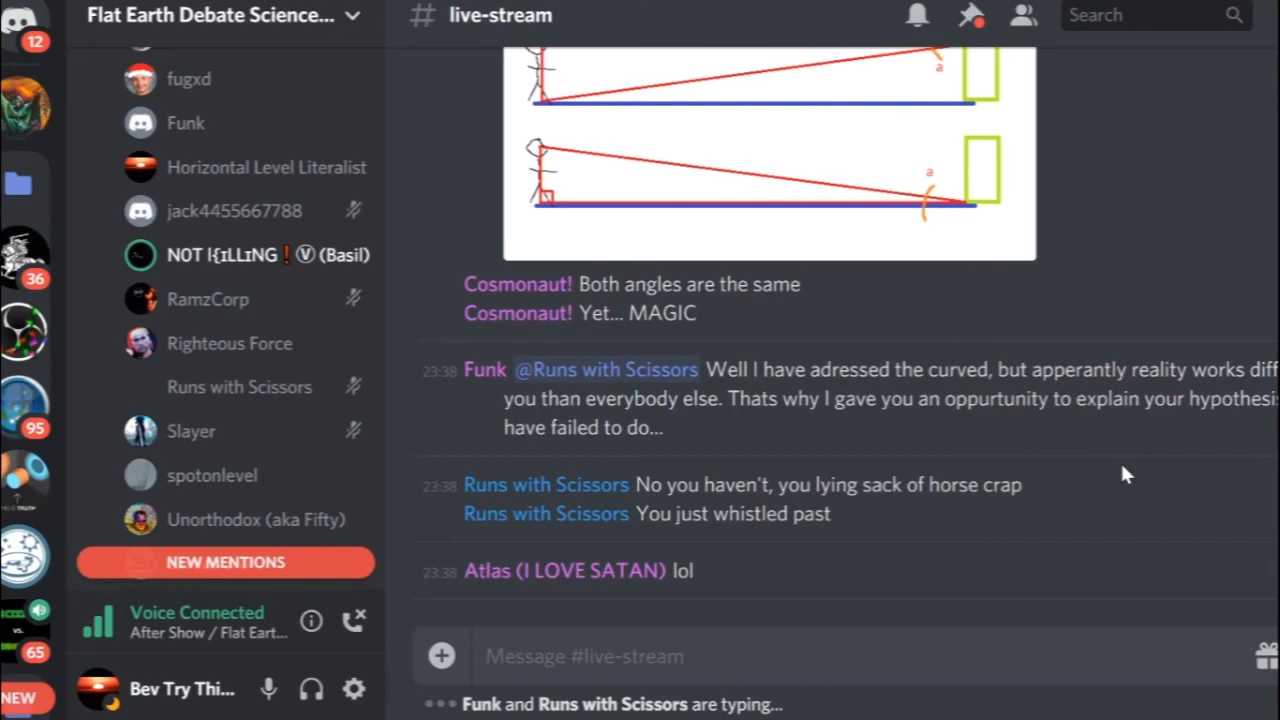 Flat Earth Debate Science...
# live-stream
Search
12
36
95
65
NEW
fugxd
Funk
Horizontal Level Literalist
jack4455667788
NOT |{ɪLLɪNG❗Ⓥ (Basil)
RamzCorp
Righteous Force
Runs with Scissors
Slayer
spotonlevel
Unorthodox (aka Fifty)
NEW MENTIONS
Voice Connected
After Show / Flat Eart...
Bev Try Thi...
a
a
Cosmonaut! Both angles are the same
Cosmonaut! Yet... MAGIC
23:38 Funk @Runs with Scissors Well I have adressed the curved, but apperantly reality works diff
you than everybody else. Thats why I gave you an oppurtunity to explain your hypothesi
have failed to do...
23:38 Runs with Scissors No you haven't, you lying sack of horse crap
Runs with Scissors You just whistled past
23:38 Atlas (I LOVE SATAN) lol
Message #live-stream
Funk and Runs with Scissors are typing...